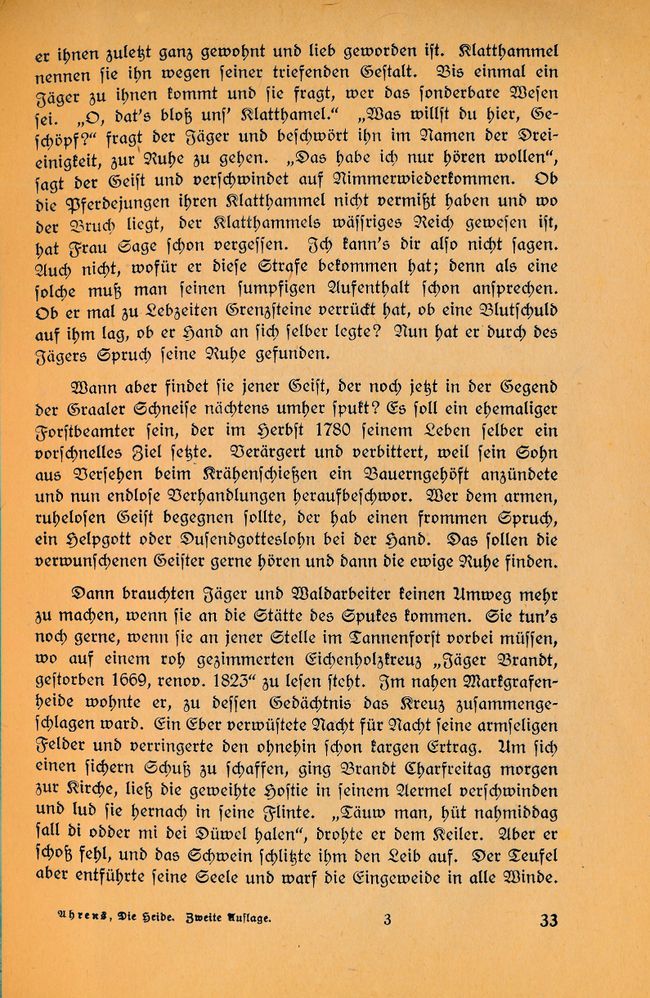 er ihnen zuletzt ganz gewohnt und lieb geworden ist. Klatthammel
nennen sie ihn wegen seiner triefenden Gestalt. Bis einmal ein
Jäger zu ihnen kommt und sie fragt, wer das sonderbare Wesen
sei. „O, dat's bloß uns' Klatthamel.“ „Was willst du hier, Ge-
schöpf?“ fragt der Jäger und beschwört ihn im Namen der Drei-
einigkeit, zur Ruhe zu gehen. „Das habe ich nur hören wollen“,
sagt der Geist und verschwindet auf Nimmerwiederkommen. Ob
die Pferdejungen ihren Klatthammel nicht vermißt haben und wo
der Bruch liegt, der Klatthammels wässriges Reich gewesen ist,
hat Frau Sage schon vergessen. Ich kann's dir also nicht sagen.
Auch nicht, wofür er diese Strafe bekommen hat; denn als eine
solche muß man seinen sumpfigen Aufenthalt schon ansprechen.
Ob er mal zu Lebzeiten Grenzsteine verrückt hat, ob eine Blutschuld
auf ihm lag, ob er Hand an sich selber legte? Nun hat er durch des
Jägers Spruch seine Ruhe gefunden.
Wann aber findet sie jener Geist, der noch jetzt in der Gegend
der Graaler Schneise nächtens umher spukt? Es soll ein ehemaliger
Forstbeamter sein, der im Herbst 1780 seinem Leben selber ein
vorschnelles Ziel setzte. Verärgert und verbittert, weil sein Sohn
aus Versehen beim Krähenschießen ein Bauerngehöft anzündete
und nun endlose Verhandlungen heraufbeschwor. Wer dem armen,
ruhelosen Geist begegnen sollte, der hab einen frommen Spruch,
ein Helpgott oder Dusendgotteslohn bei der Hand. Das sollen die
verwunschenen Geister gerne hören und dann die ewige Ruhe finden.
Dann brauchten Jäger und Waldarbeiter keinen Umweg mehr
zu machen, wenn sie an die Stätte des Spukes kommen. Sie tun's
noch gerne, wenn sie an jener Stelle im Tannenforst vorbei müssen,
wo auf einem roh gezimmerten Eichenholzkreuz „Jäger Brandt,
gestorben 1669, renov. 1823“ zu lesen steht. Im nahen Markgrafen-
heide wohnte er, zu dessen Gedächtnis das Kreuz zusammenge-
schlagen ward. Ein Eber verwüstete Nacht für Nacht seine armseligen
Felder und verringerte den ohnehin schon kargen Ertrag. Um sich
einen sichern Schuß zu schaffen, ging Brandt Charfreitag morgen
zur Kirche, ließ die geweihte Hostie in seinem Aermel verschwinden
und lud sie hernach in seine Flinte. „Täuw man, hüt nahmiddag
sall di odder mi dei Düwel halen“, drohte er dem Keiler. Aber er
schoß fehl, und das Schwein schlitzte ihm den Leib auf. Der Teufel
aber entführte seine Seele und warf die Eingeweide in alle Winde.
Ahrens, Die Heide. Zweite Auflage. 3 33